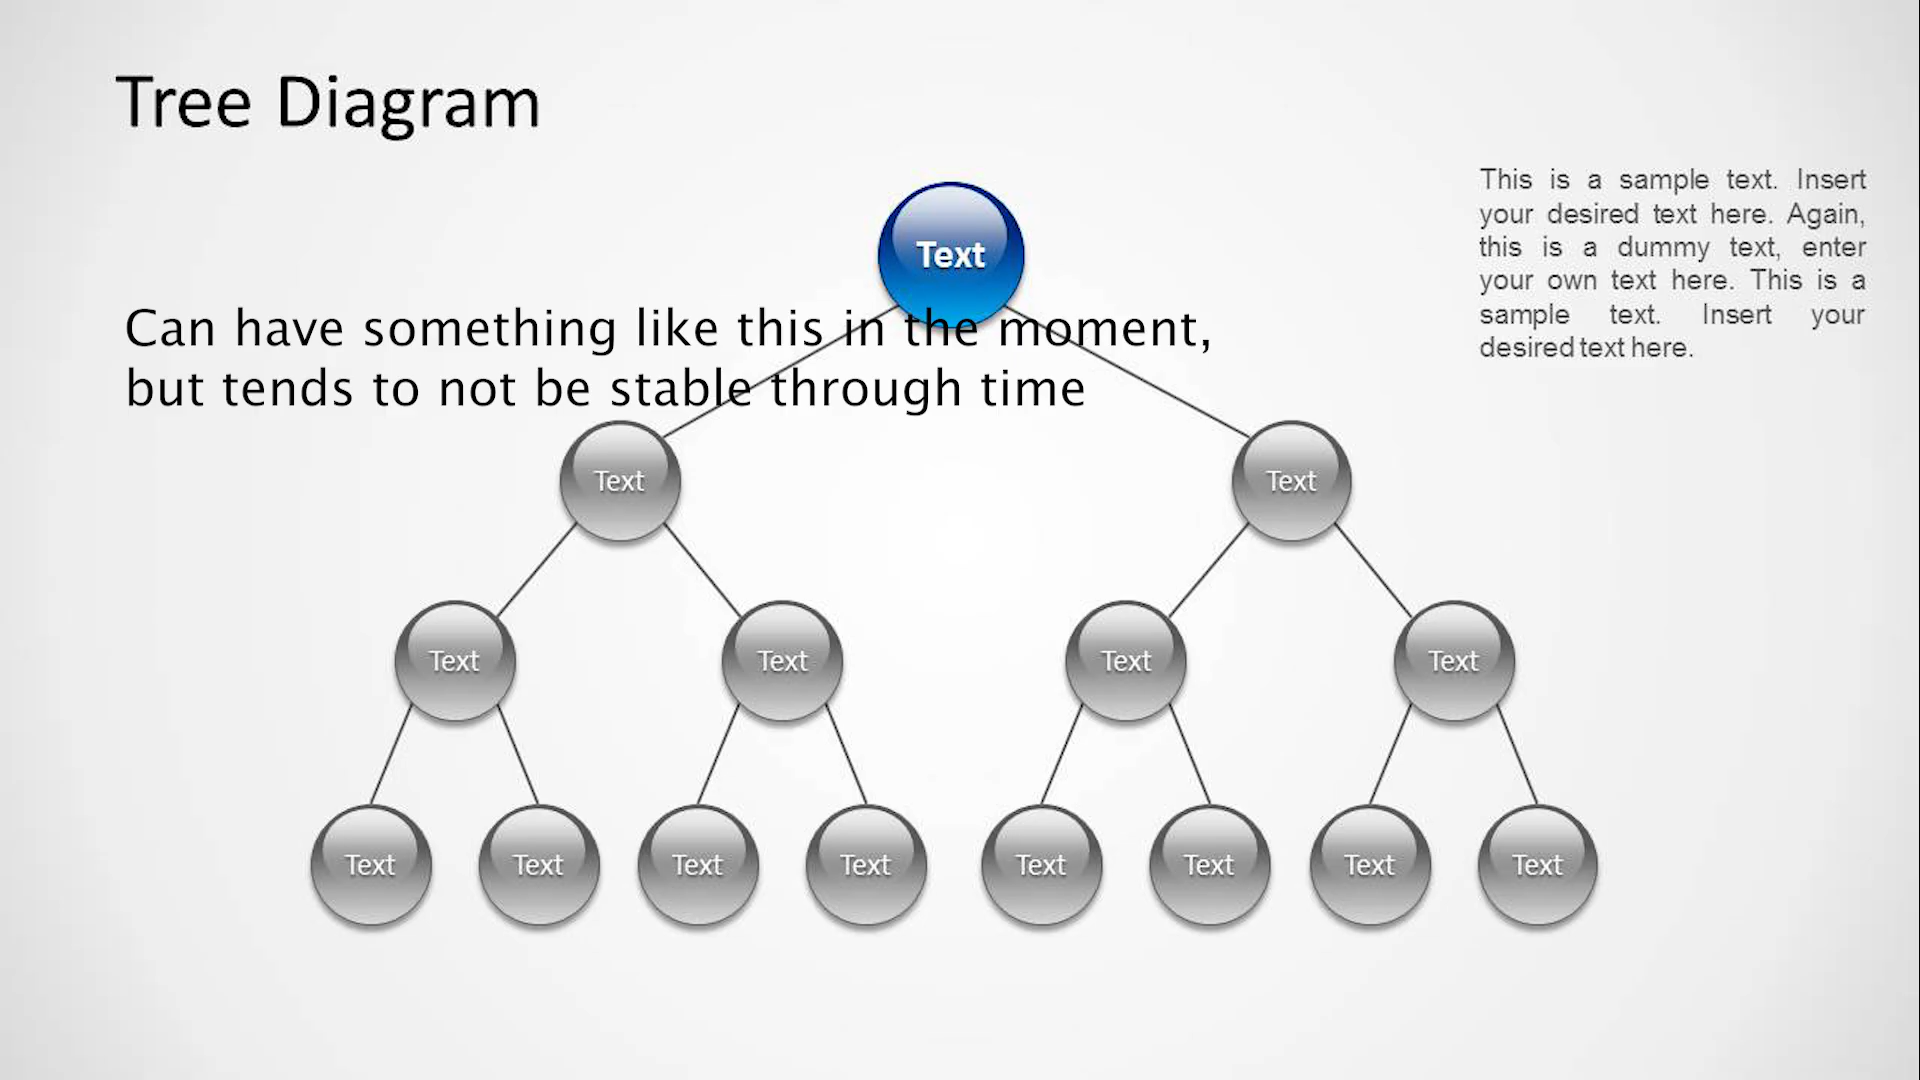 Tree Diagram
This is a sample text. Insert
your desired text here. Again,
this is a dummy text, enter
your own text here. This is a
sample text. Insert your
desired text here.
Text
Can have something like this in the moment,
but tends to not be stable through time
Text
Text
Text
Text
Text
Text
Text
Text
Text
Text
Text
Text
Text
Text